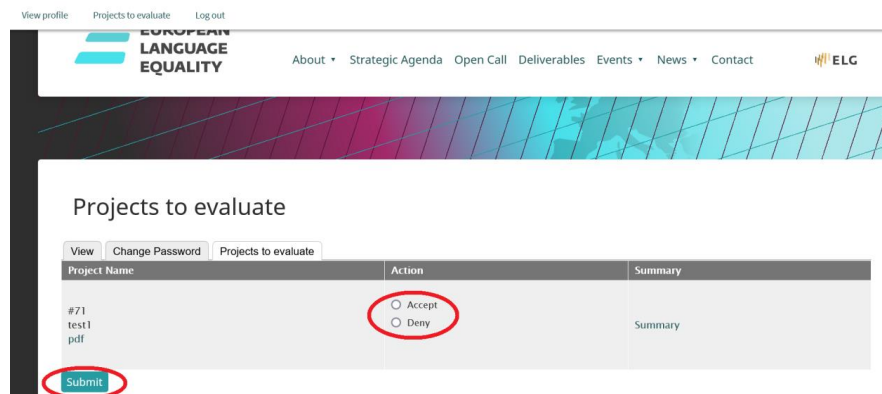 View profile Projects to evaluate Log out
EUROPEAN
LANGUAGE
EQUALITY
About Strategic Agenda Open Call Deliverables Events News Contact
ELG
Projects to evaluate
View Change Password Projects to evaluate
Project Name Action Summary
#71
test1
pdf
Accept
Deny
Summary
Submit